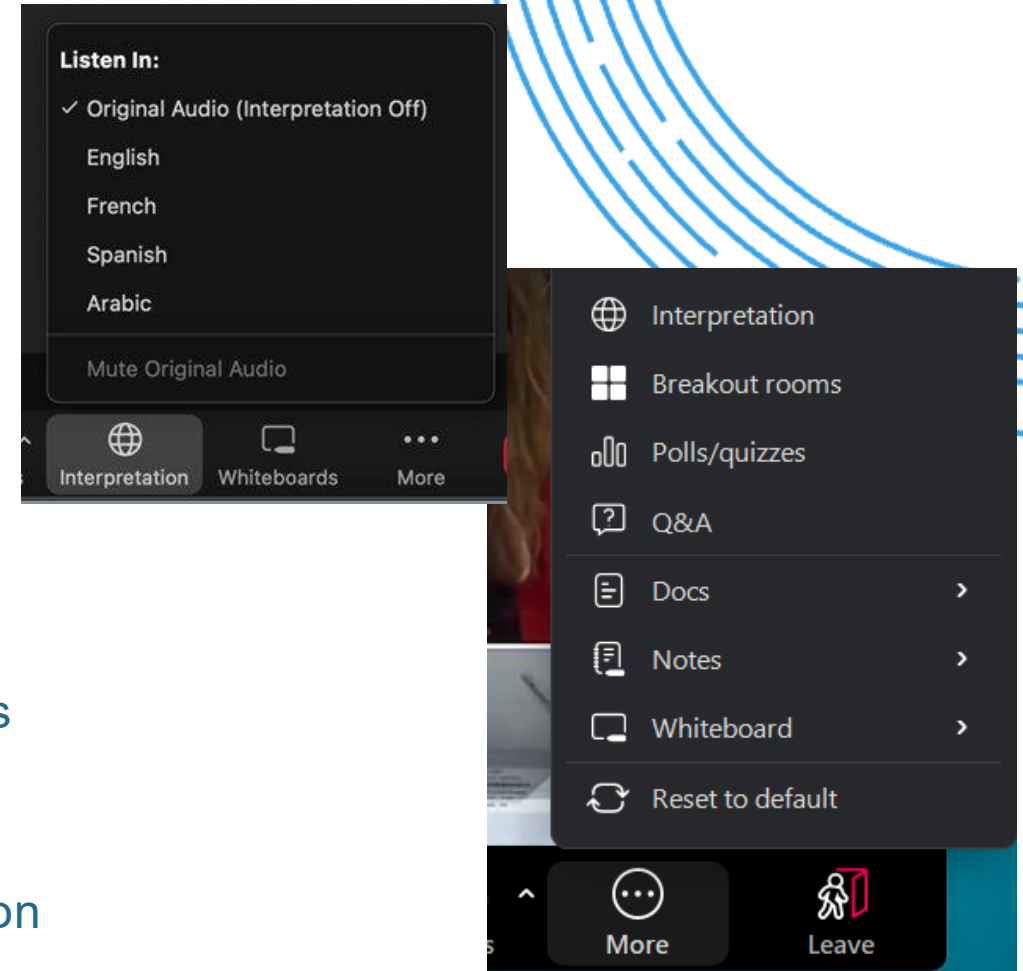 Listen In:
✓ Original Audio (Interpretation Off)
English
French
Spanish
Arabic
Mute Original Audio
Interpretation Whiteboards More
Interpretation
Breakout rooms
Polls/quizzes
Q&A
Docs
Notes
Whiteboard
Reset to default
More Leave